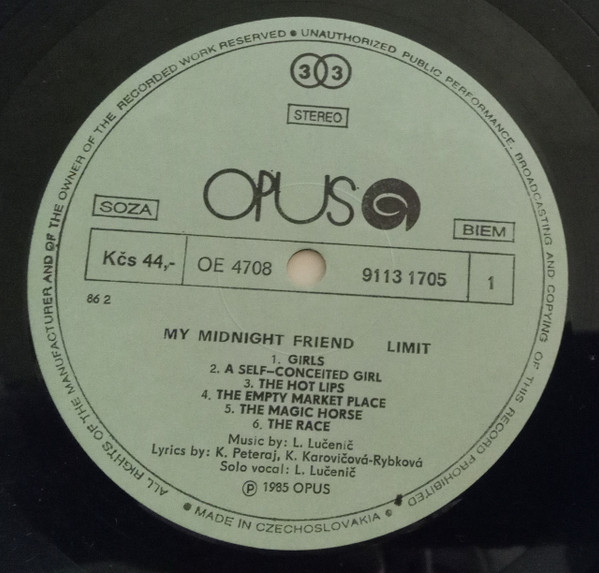 ALL RIGHTS OF THE MANUFACTURER AND OF THE OWNER OF THE RECORDED WORK RESERVED ● UNAUTHORIZED PUBLIC PERFORMANCE, BROADCASTING AND COPYING OF THIS RECORD PROHIBITED
33
STEREO
OPUS
SOZA
BIEM
Kčs 44,- OE 4708 9113 1705 1
86 2
MY MIDNIGHT FRIEND LIMIT
1. GIRLS
2. A SELF-CONCEITED GIRL
3. THE HOT LIPS
4. THE EMPTY MARKET PLACE
5. THE MAGIC HORSE
6. THE RACE
Music by: L. Lučenič
Lyrics by: K. Peteraj, K. Karovičová-Rybková
Solo vocal: L. Lučenič
Ⓟ 1985 OPUS
● MADE IN CZECHOSLOVAKIA ●